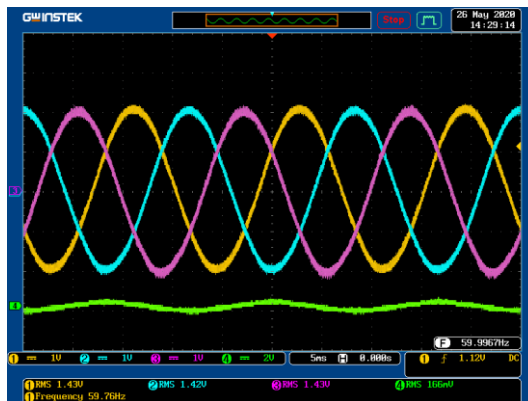 GWINSTEK Stop 26 May 2020
14:29:14
3
4
F 59.9967Hz
1 1V 2 1V 3 1V 4 2V 5ms H 0.000s 1 1.12V DC
1 RMS 1.43V 2 RMS 1.42V 3 RMS 1.43V 4 RMS 166mV
1 Frequency 59.76Hz